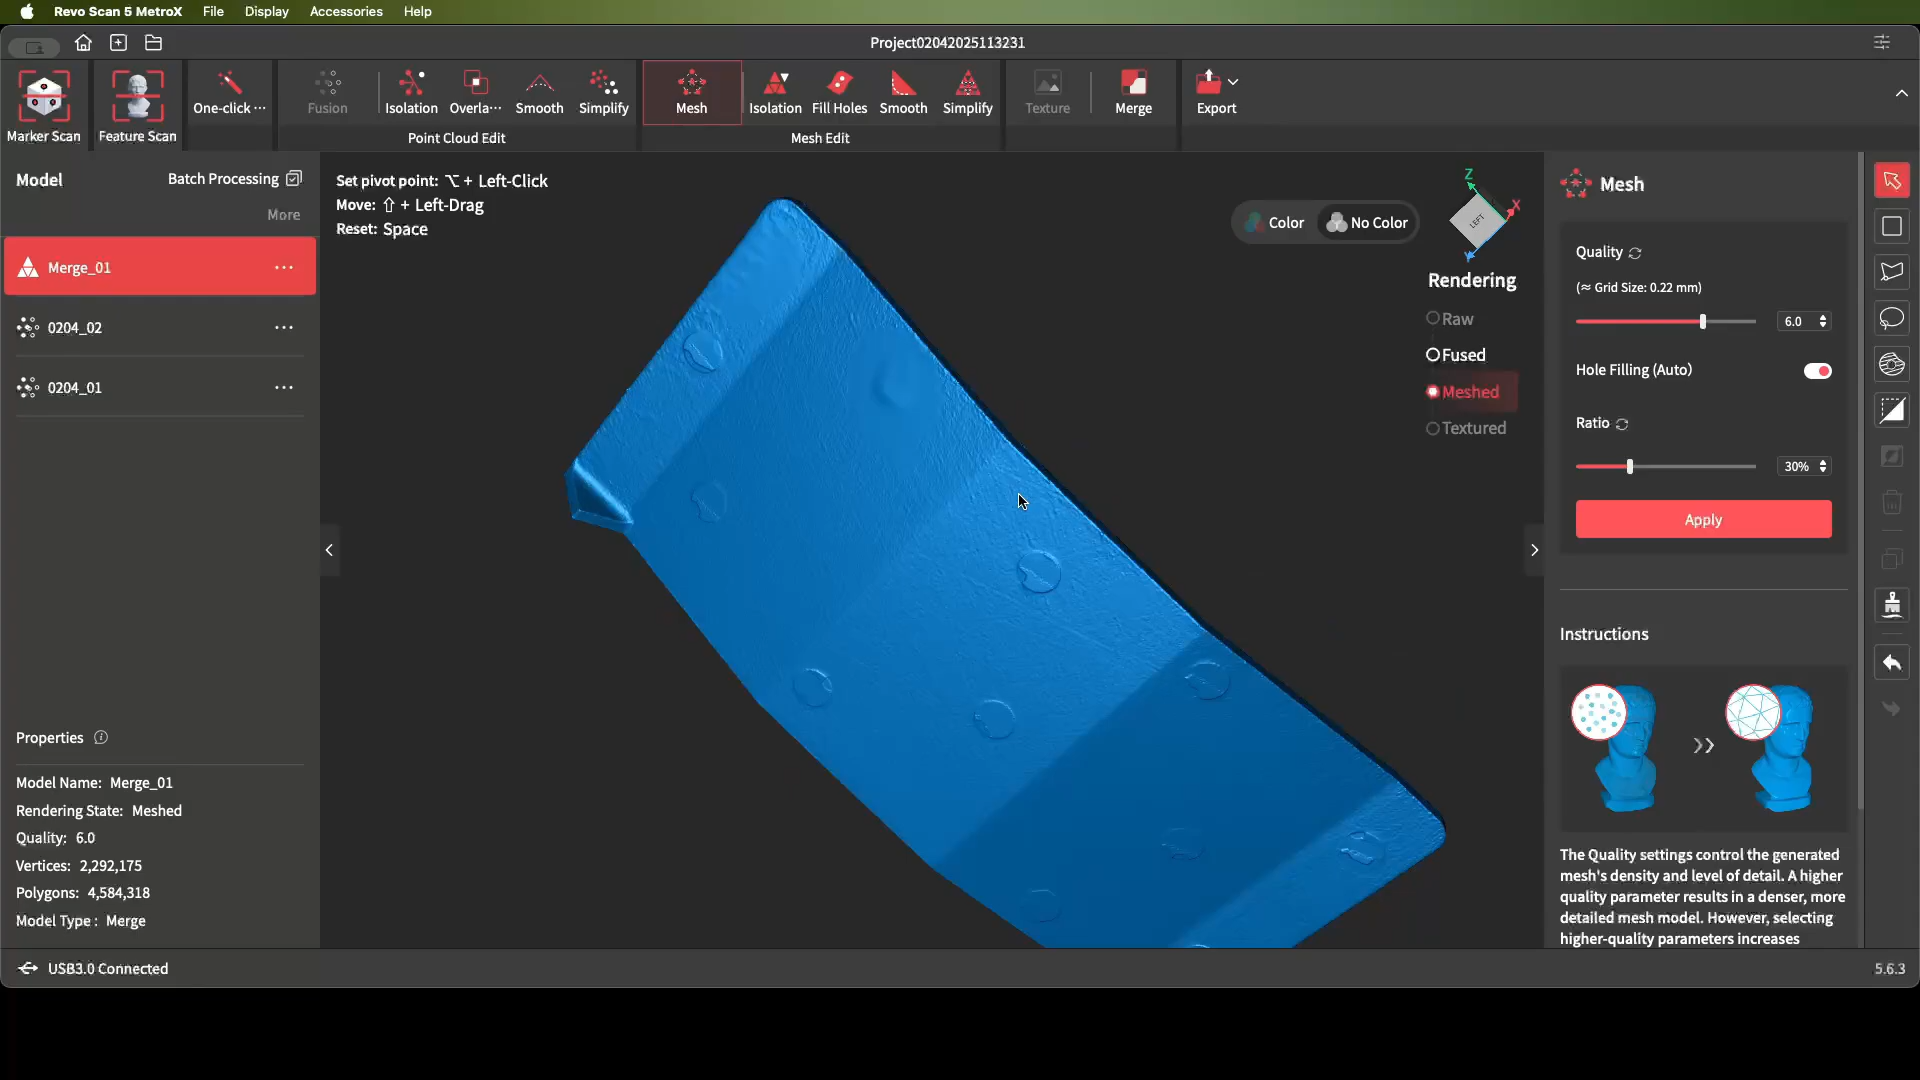 Revo Scan 5 MetroX File Display Accessories Help
Project02042025113231
Marker Scan
Feature Scan
One-click ···
Fusion
Isolation
Overla···
Smooth
Simplify
Point Cloud Edit
Mesh
Isolation
Fill Holes
Smooth
Simplify
Mesh Edit
Texture
Merge
Export
Model
Batch Processing
More
Merge_01
0204_02
0204_01
Properties
Model Name: Merge_01
Rendering State: Meshed
Quality: 6.0
Vertices: 2,292,175
Polygons: 4,584,318
Model Type : Merge
Set pivot point: ⌥ + Left-Click
Move: ⇧ + Left-Drag
Reset: Space
Color
No Color
Z
X
Y
LEFT
Rendering
Raw
Fused
Meshed
Textured
Mesh
Quality
(≈ Grid Size: 0.22 mm)
6.0
Hole Filling (Auto)
Ratio
30%
Apply
Instructions
The Quality settings control the generated
mesh's density and level of detail. A higher
quality parameter results in a denser, more
detailed mesh model. However, selecting
higher-quality parameters increases
USB3.0 Connected
5.6.3